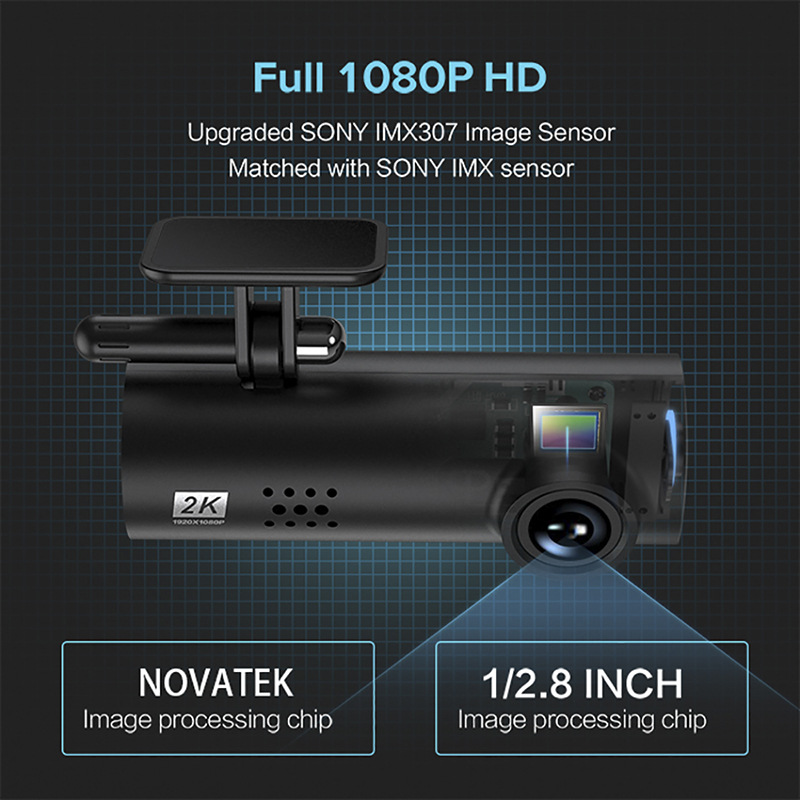 Full 1080P HD
Upgraded SONY IMX307 Image Sensor
Matched with SONY IMX sensor
2K
1920X1080P
NOVATEK
Image processing chip
1/2.8 INCH
Image processing chip